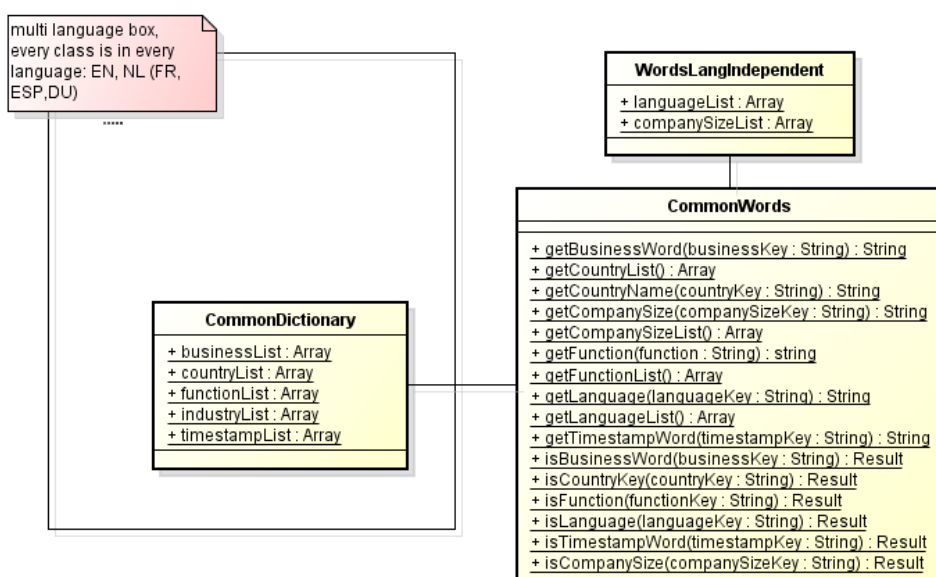 multi language box,
every class is in every
language: EN, NL (FR,
ESP,DU)
.....
WordsLangIndependent
+ languageList : Array
+ companySizeList : Array
CommonWords
+ getBusinessWord(businessKey : String) : String
+ getCountryList() : Array
+ getCountryName(countryKey : String) : String
+ getCompanySize(companySizeKey : String) : String
+ getCompanySizeList() : Array
+ getFunction(function : String) : string
+ getFunctionList() : Array
+ getLanguage(languageKey : String) : String
+ getLanguageList() : Array
+ getTimestampWord(timestampKey : String) : String
+ isBusinessWord(businessKey : String) : Result
+ isCountryKey(countryKey : String) : Result
+ isFunction(functionKey : String) : Result
+ isLanguage(languageKey : String) : Result
+ isTimestampWord(timestampKey : String) : Result
+ isCompanySize(companySizeKey : String) : Result
CommonDictionary
+ businessList : Array
+ countryList : Array
+ functionList : Array
+ industryList : Array
+ timestampList : Array